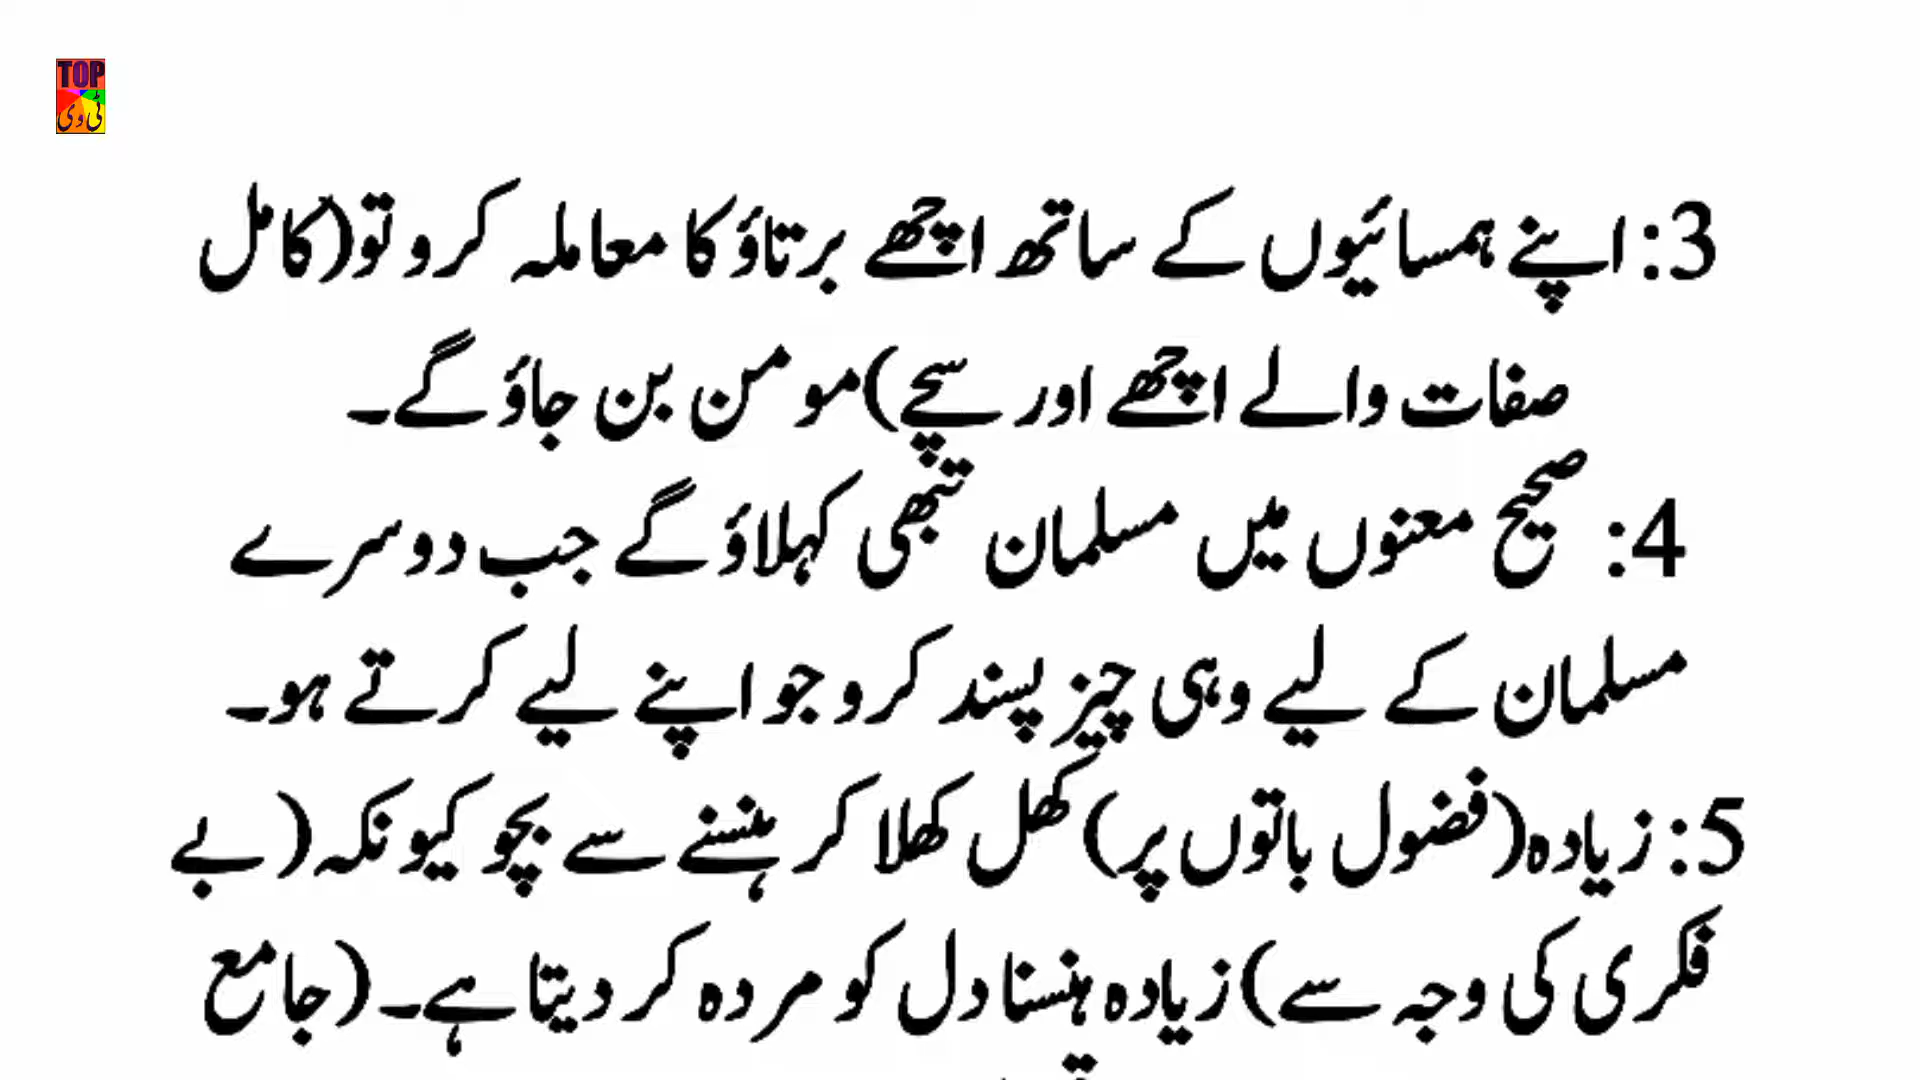 TOP
ٹی وی
3: اپنے ہمسائیوں کے ساتھ اچھے برتاؤ کا معاملہ کرو تو(کامل
صفات والے اچھے اور سچے)مومن بن جاؤ گے۔
4: صحیح معنوں میں مسلمان تبھی کہلاؤ گے جب دوسرے
مسلمان کے لیے وہی چیز پسند کرو جو اپنے لیے کرتے ہو۔
5: زیادہ(فضول باتوں پر)کھل کھلا کر ہنسنے سے بچو کیونکہ(بے
فکری کی وجہ سے)زیادہ ہنسنا دل کو مردہ کر دیتا ہے۔(جامع